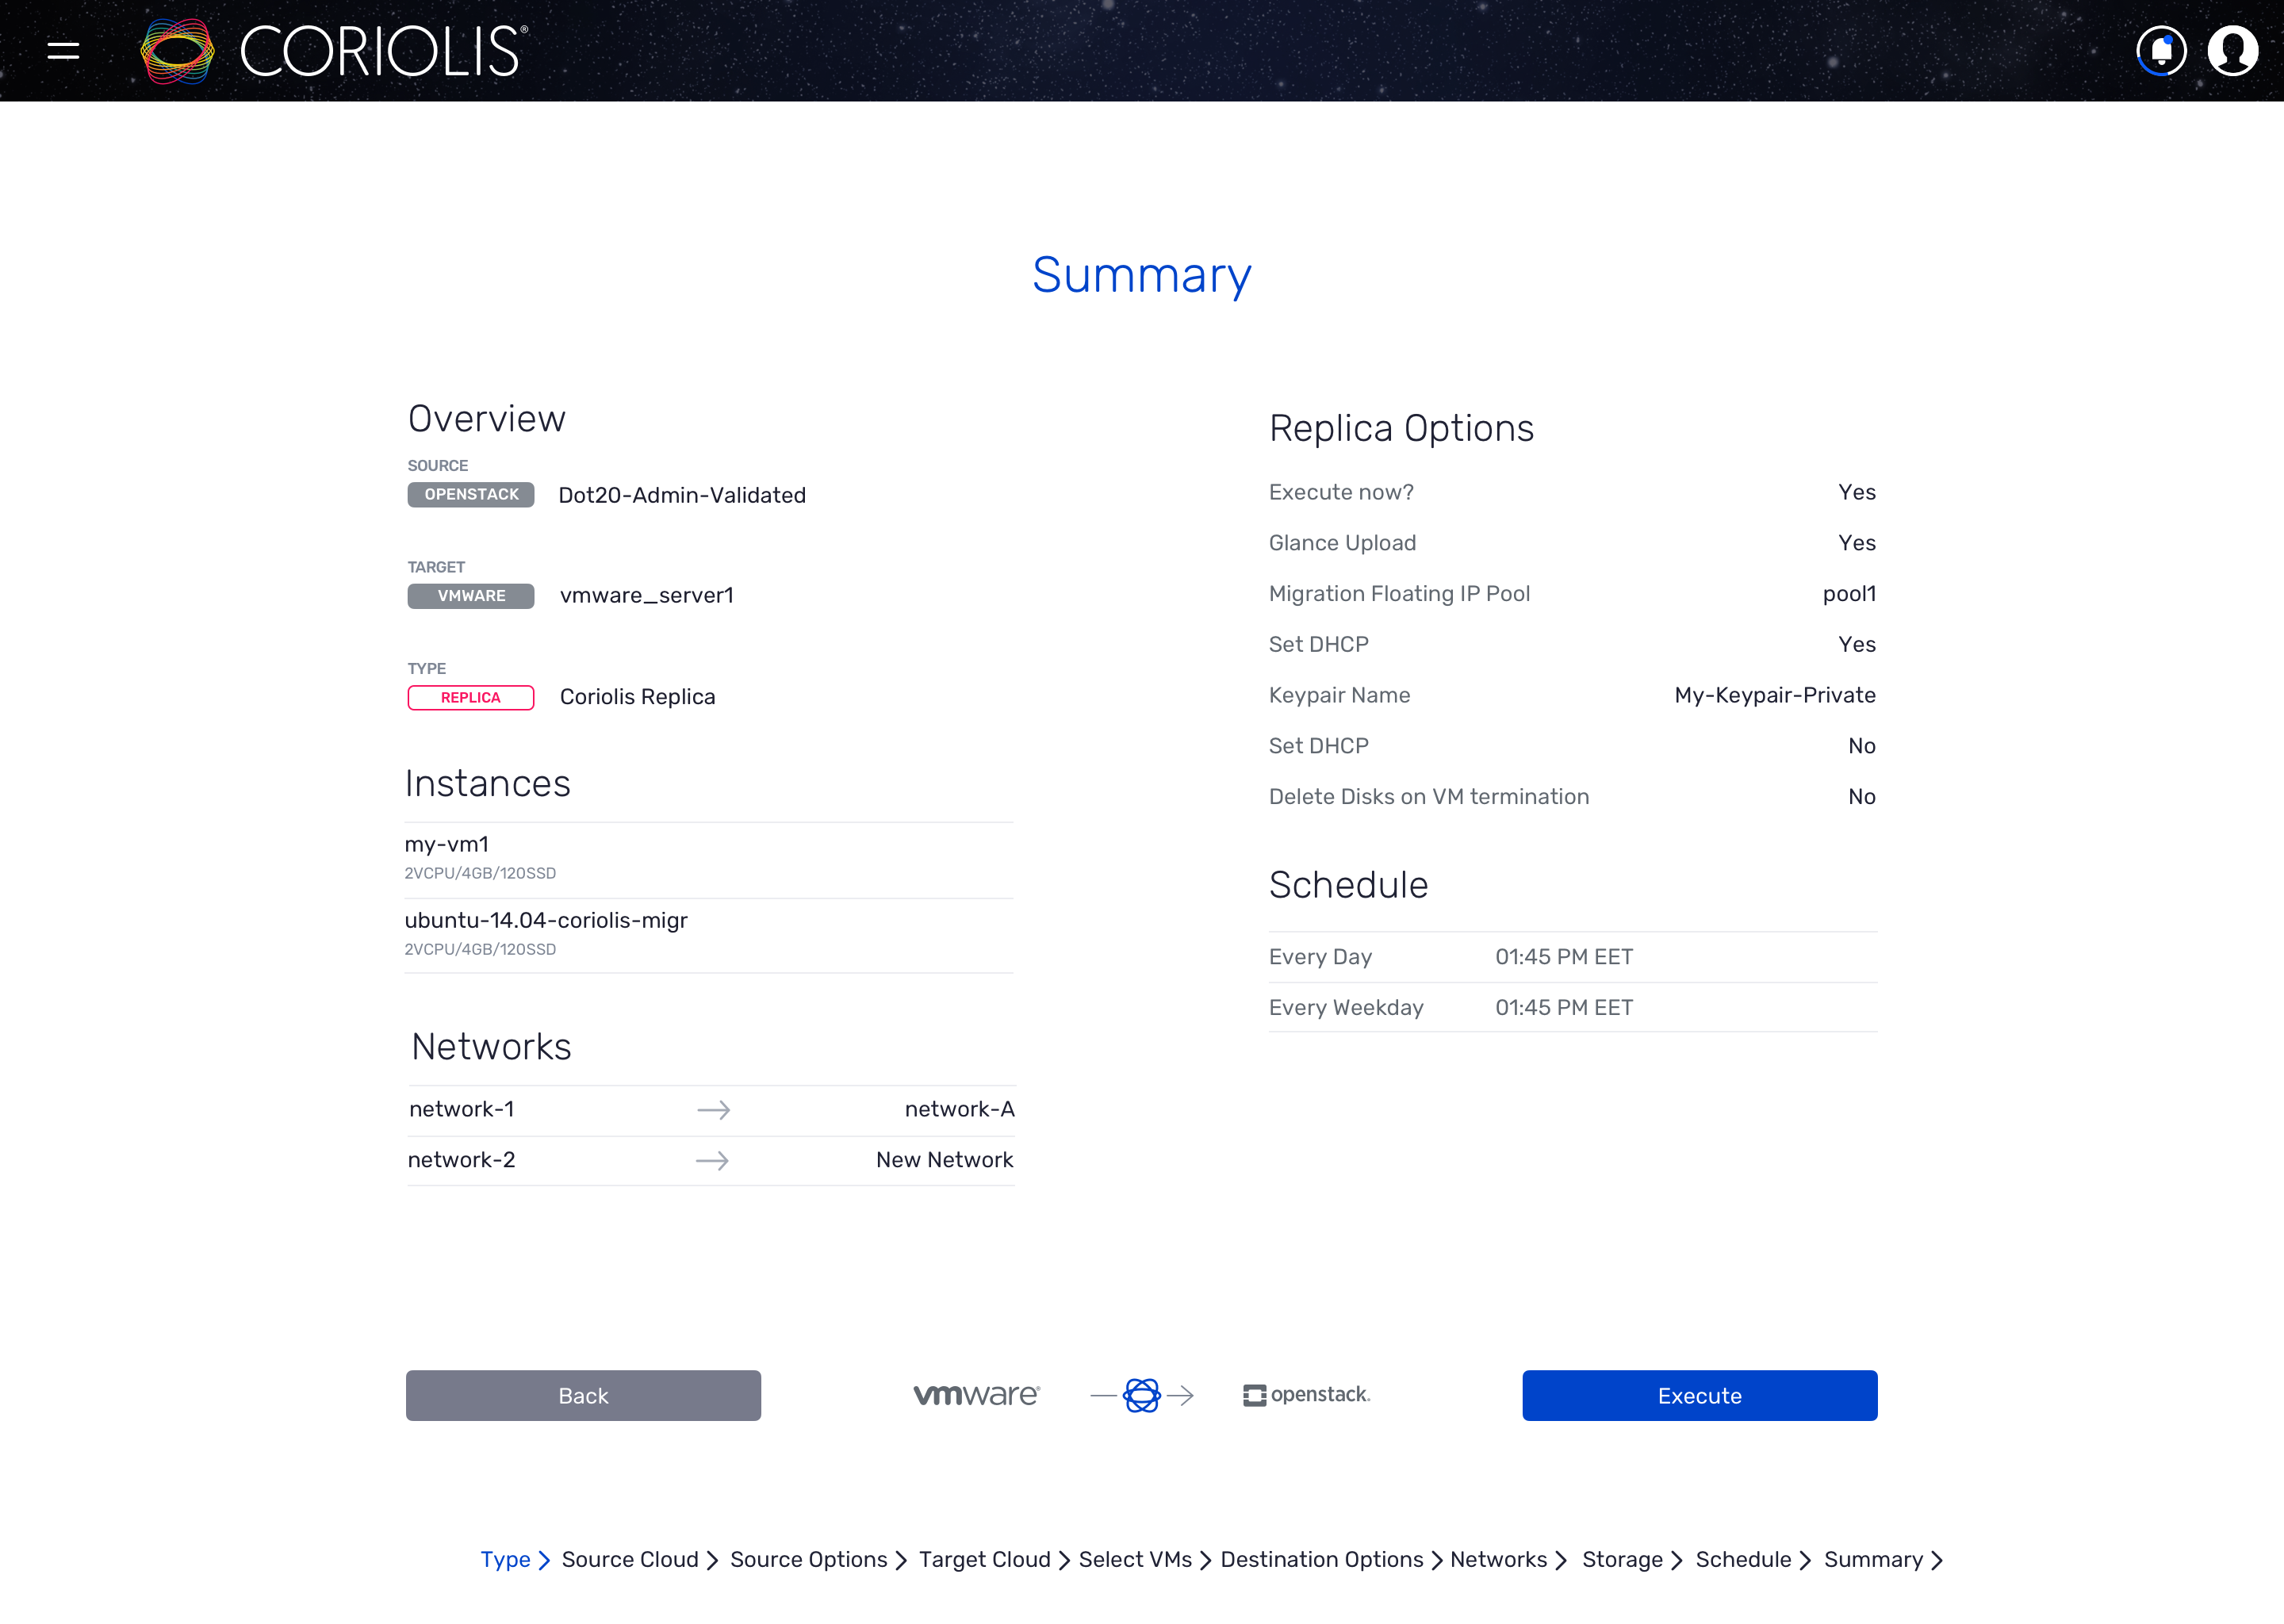 CORIOLIS®
Summary
Overview
SOURCE
OPENSTACK Dot20-Admin-Validated
TARGET
VMWARE vmware_server1
TYPE
REPLICA Coriolis Replica
Instances
my-vm1
2VCPU/4GB/120SSD
ubuntu-14.04-coriolis-migr
2VCPU/4GB/120SSD
Networks
network-1 network-A
network-2 New Network
Replica Options
Execute now? Yes
Glance Upload Yes
Migration Floating IP Pool pool1
Set DHCP Yes
Keypair Name My-Keypair-Private
Set DHCP No
Delete Disks on VM termination No
Schedule
Every Day 01:45 PM EET
Every Weekday 01:45 PM EET
Back
vmware®
openstack.
Execute
Type Source Cloud Source Options Target Cloud Select VMs Destination Options Networks Storage Schedule Summary